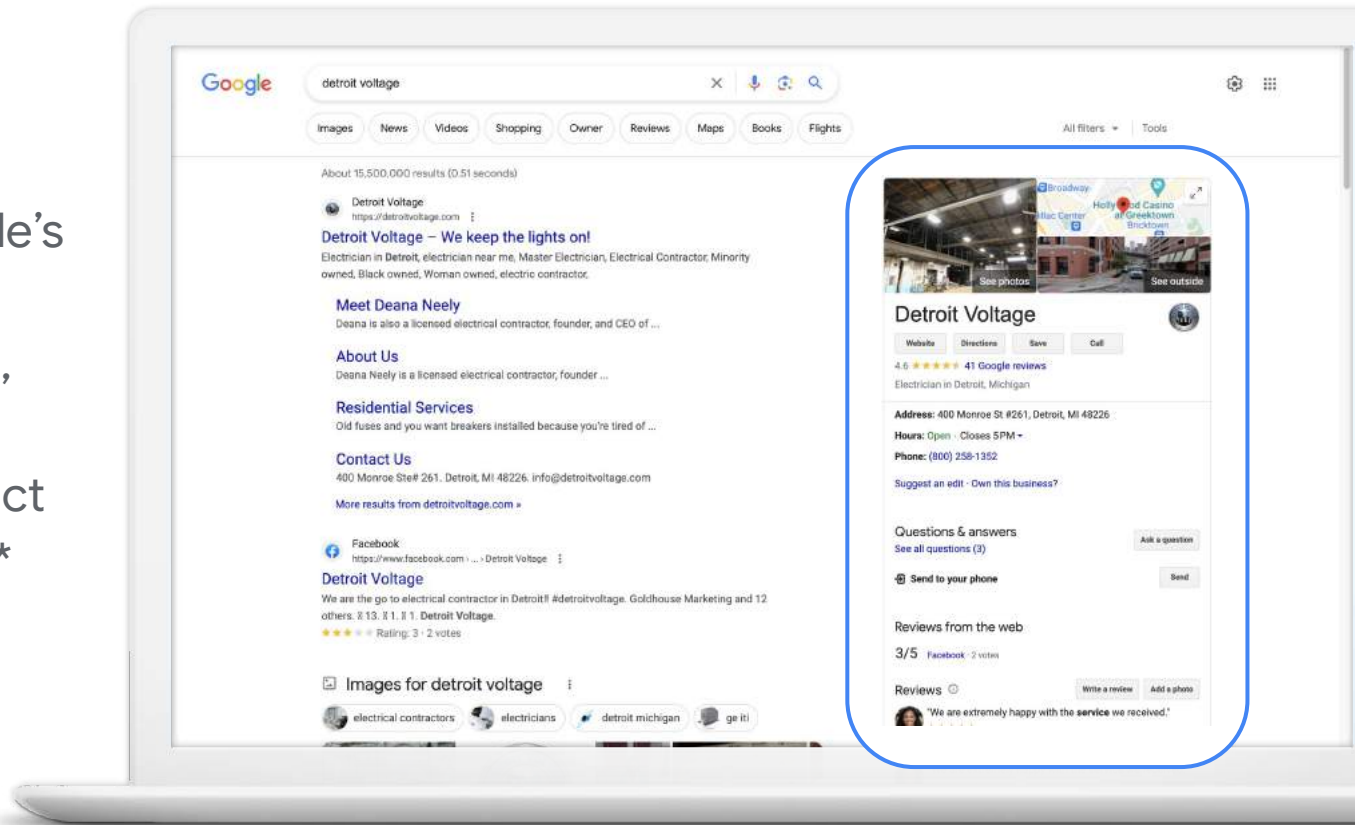 le's
,
ct
*
Google
detroit voltage
Images News Videos Shopping Owner Reviews Maps Books Flights
All filters Tools
About 15,500,000 results (0.51 seconds)
Detroit Voltage
https://detroitvoltage.com
Detroit Voltage – We keep the lights on!
Electrician in Detroit, electrician near me, Master Electrician, Electrical Contractor, Minority
owned, Black owned, Woman owned, electric contractor,
Meet Deana Neely
Deana is also a licensed electrical contractor, founder, and CEO of ...
About Us
Deana Neely is a licensed electrical contractor, founder ...
Residential Services
Old fuses and you want breakers installed because you're tired of ...
Contact Us
400 Monroe Ste# 261. Detroit, MI 48226. info@detroitvoltage.com
More results from detroitvoltage.com »
Facebook
https://www.facebook.com › ... › Detroit Voltage
Detroit Voltage
We are the go to electrical contractor in Detroit!! #detroitvoltage. Goldhouse Marketing and 12
others. 13. 1. 1. Detroit Voltage.
Rating: 3 · 2 votes
Images for detroit voltage
electrical contractors electricians detroit michigan ge iti
Broadway
Casino
Center at Greektown
Bricktown
See photos
See outside
Detroit Voltage
Website Directions Save Call
4.6 41 Google reviews
Electrician in Detroit, Michigan
Address: 400 Monroe St #261, Detroit, MI 48226
Hours: Open · Closes 5PM
Phone: (800) 258-1352
Suggest an edit · Own this business?
Questions & answers
See all questions (3)
Ask a question
Send to your phone
Send
Reviews from the web
3/5 Facebook · 2 votes
Reviews
Write a review Add a photo
"We are extremely happy with the service we received."